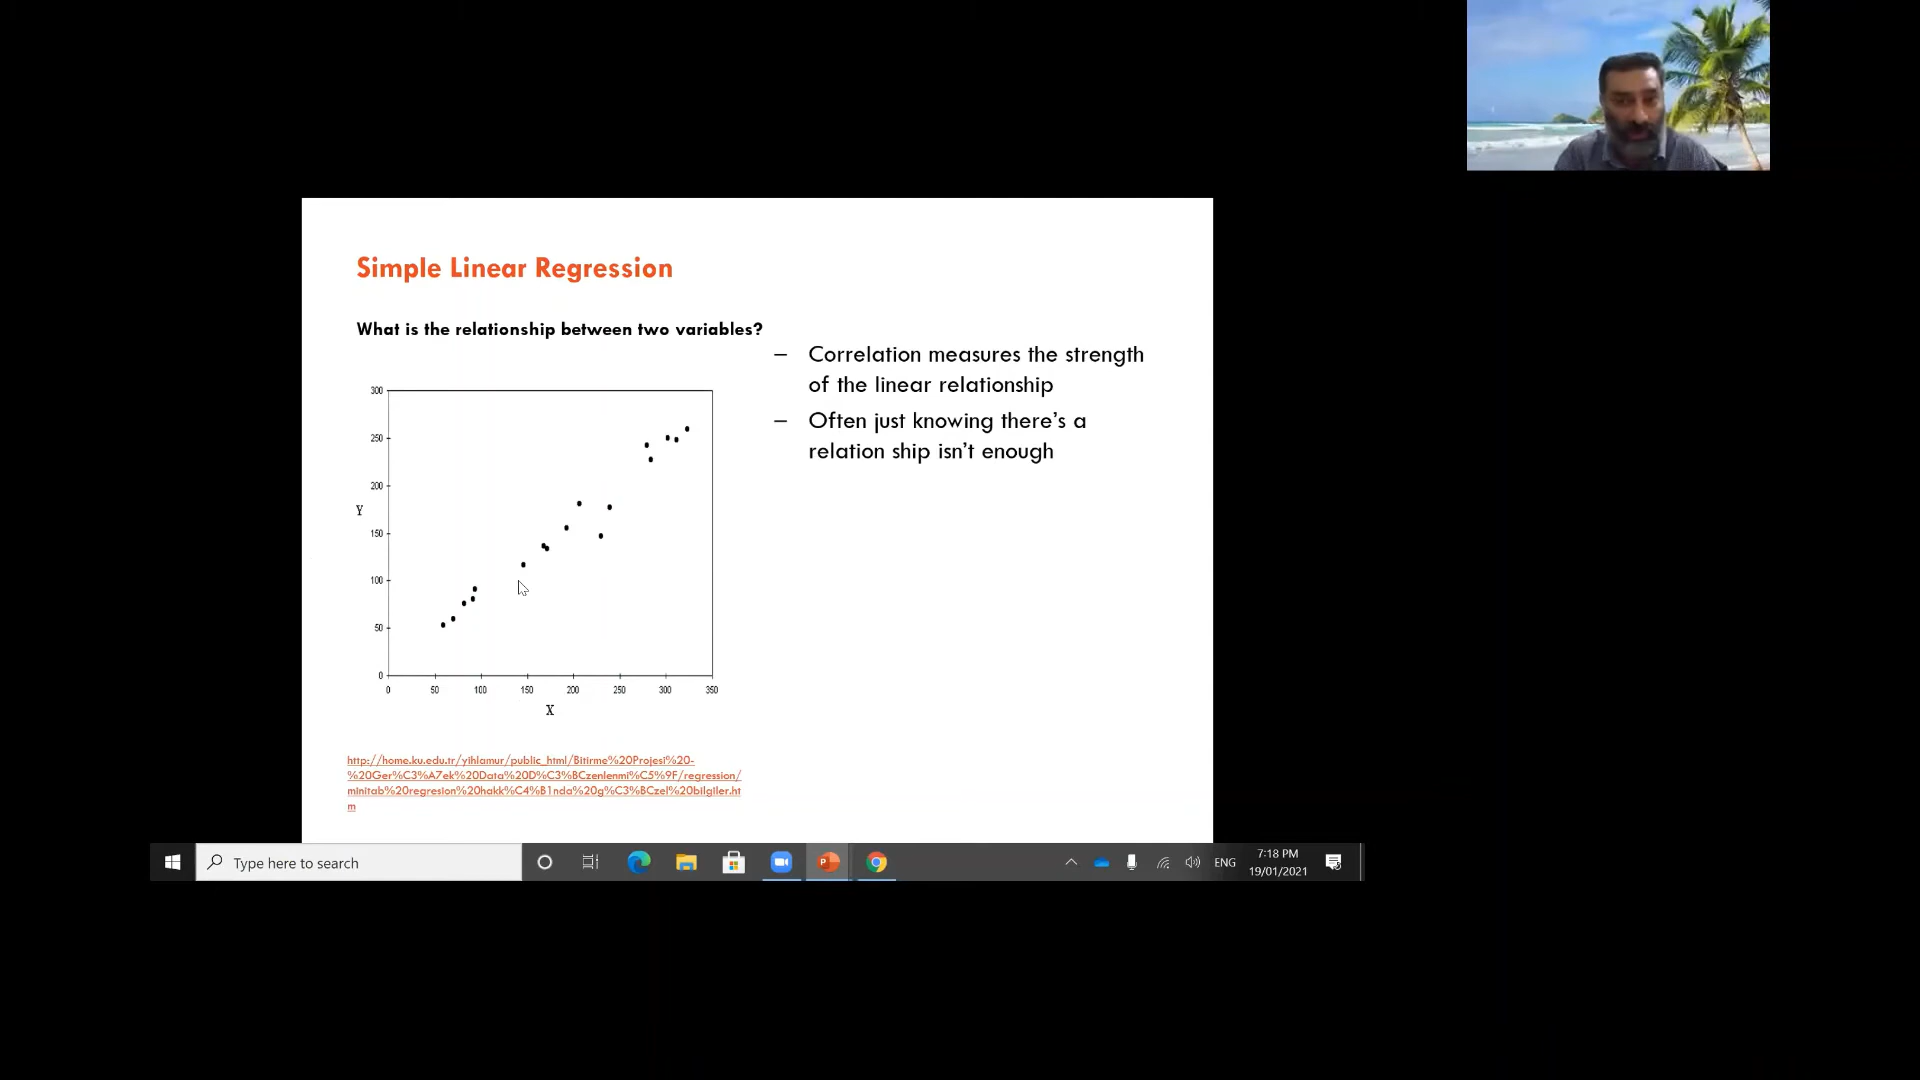 Simple Linear Regression
What is the relationship between two variables?
– Correlation measures the strength
of the linear relationship
– Often just knowing there's a
relation ship isn't enough
300
250
200
Y
150
100
50
0
0 50 100 150 200 250 300 350
X
http://home.ku.edu.tr/yihlamur/public_html/Bitirme%20Projesi%20-
%20Ger%C3%A7ek%20Data%20D%C3%BCzenlenmi%C5%9F/regression/
minitab%20regresion%20hakk%C4%B1nda%20g%C3%BCzel%20bilgiler.ht
m
Type here to search
P
ENG
7:18 PM
19/01/2021